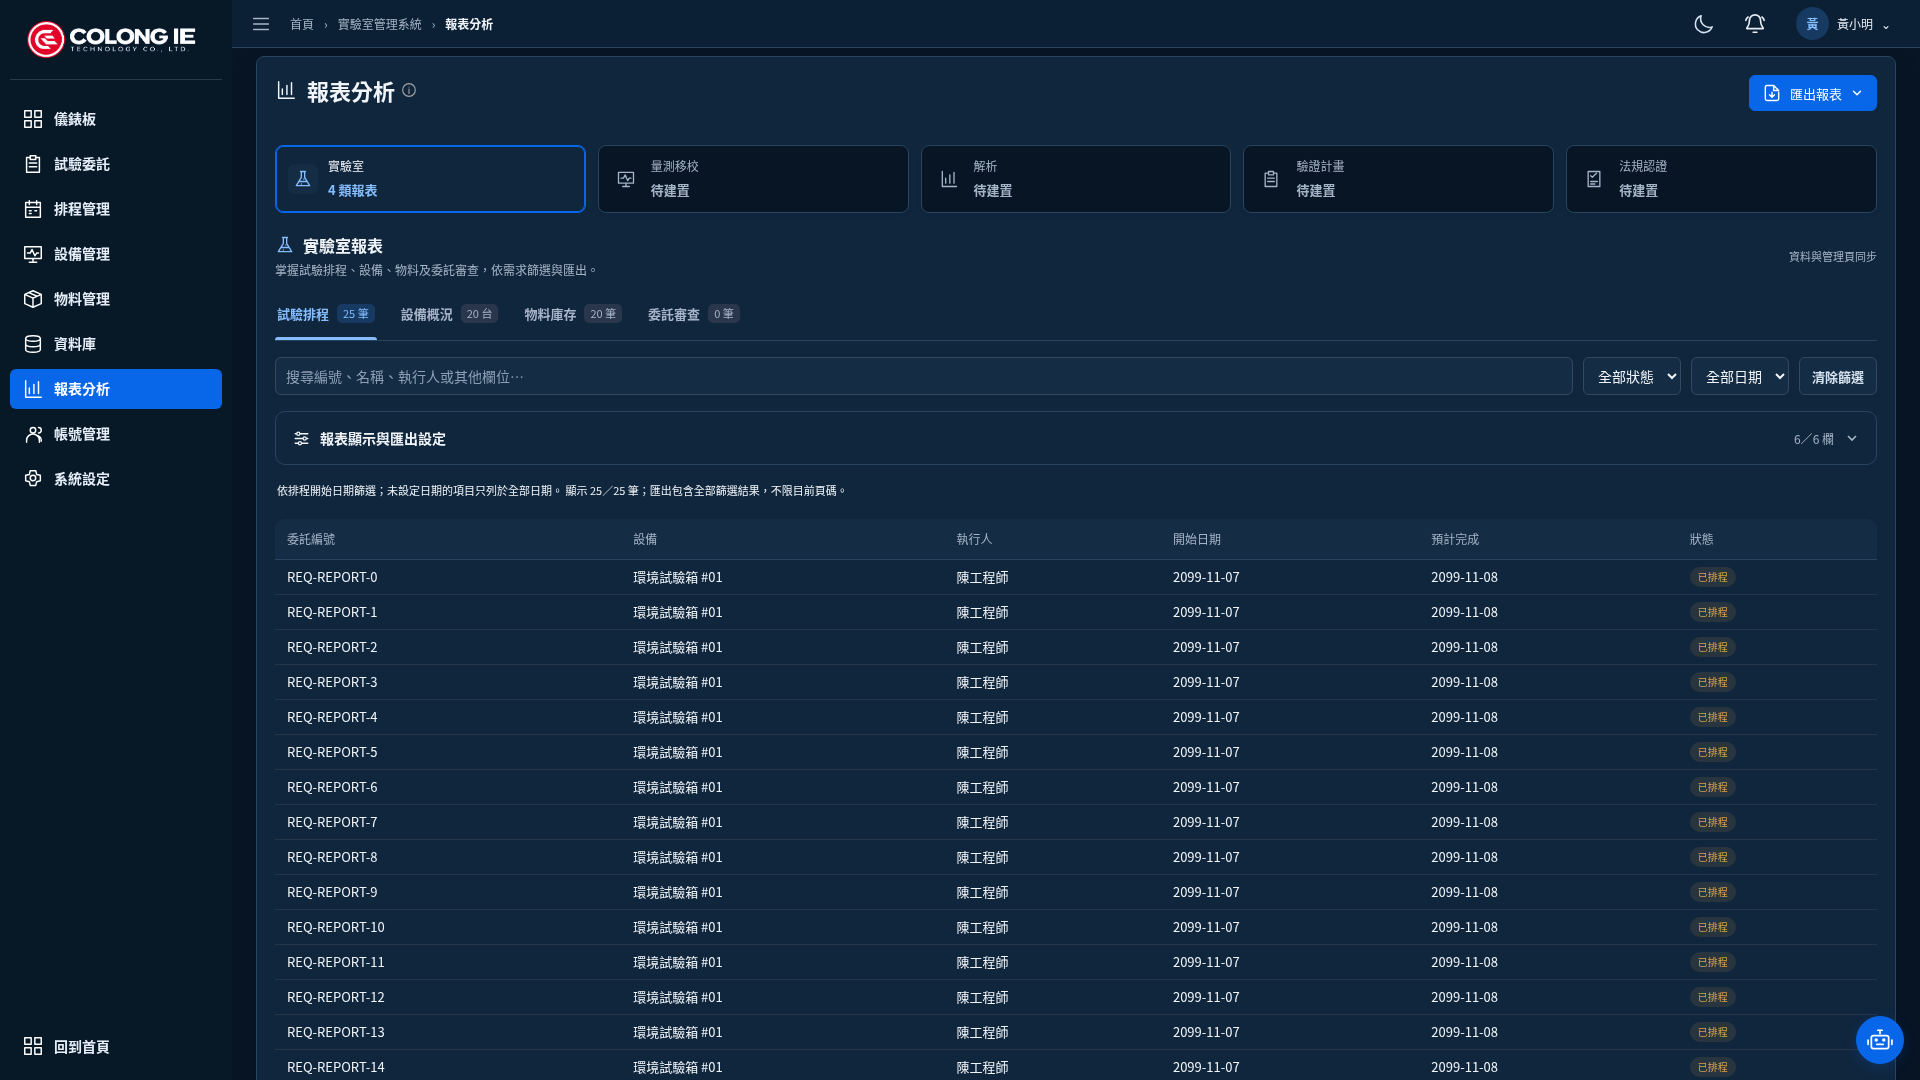 COLONG IE
TECHNOLOGY CO., LTD.
首頁 › 實驗室管理系統 › 報表分析
黃 黃小明
儀錶板
試驗委託
排程管理
設備管理
物料管理
資料庫
報表分析
帳號管理
系統設定
回到首頁
報表分析
匯出報表
實驗室
4 類報表
量測移校
待建置
解析
待建置
驗證計畫
待建置
法規認證
待建置
實驗室報表
掌握試驗排程、設備、物料及委託審查，依需求篩選與匯出。
資料與管理頁同步
試驗排程 25 筆 設備概況 20 台 物料庫存 20 筆 委託審查 0 筆
搜尋編號、名稱、執行人或其他欄位…
全部狀態 全部日期 清除篩選
報表顯示與匯出設定 6／6 欄
依排程開始日期篩選；未設定日期的項目只列於全部日期。 顯示 25／25 筆；匯出包含全部篩選結果，不限目前頁碼。
委託編號 設備 執行人 開始日期 預計完成 狀態
REQ-REPORT-0 環境試驗箱 #01 陳工程師 2099-11-07 2099-11-08 已排程
REQ-REPORT-1 環境試驗箱 #01 陳工程師 2099-11-07 2099-11-08 已排程
REQ-REPORT-2 環境試驗箱 #01 陳工程師 2099-11-07 2099-11-08 已排程
REQ-REPORT-3 環境試驗箱 #01 陳工程師 2099-11-07 2099-11-08 已排程
REQ-REPORT-4 環境試驗箱 #01 陳工程師 2099-11-07 2099-11-08 已排程
REQ-REPORT-5 環境試驗箱 #01 陳工程師 2099-11-07 2099-11-08 已排程
REQ-REPORT-6 環境試驗箱 #01 陳工程師 2099-11-07 2099-11-08 已排程
REQ-REPORT-7 環境試驗箱 #01 陳工程師 2099-11-07 2099-11-08 已排程
REQ-REPORT-8 環境試驗箱 #01 陳工程師 2099-11-07 2099-11-08 已排程
REQ-REPORT-9 環境試驗箱 #01 陳工程師 2099-11-07 2099-11-08 已排程
REQ-REPORT-10 環境試驗箱 #01 陳工程師 2099-11-07 2099-11-08 已排程
REQ-REPORT-11 環境試驗箱 #01 陳工程師 2099-11-07 2099-11-08 已排程
REQ-REPORT-12 環境試驗箱 #01 陳工程師 2099-11-07 2099-11-08 已排程
REQ-REPORT-13 環境試驗箱 #01 陳工程師 2099-11-07 2099-11-08 已排程
REQ-REPORT-14 環境試驗箱 #01 陳工程師 2099-11-07 2099-11-08 已排程